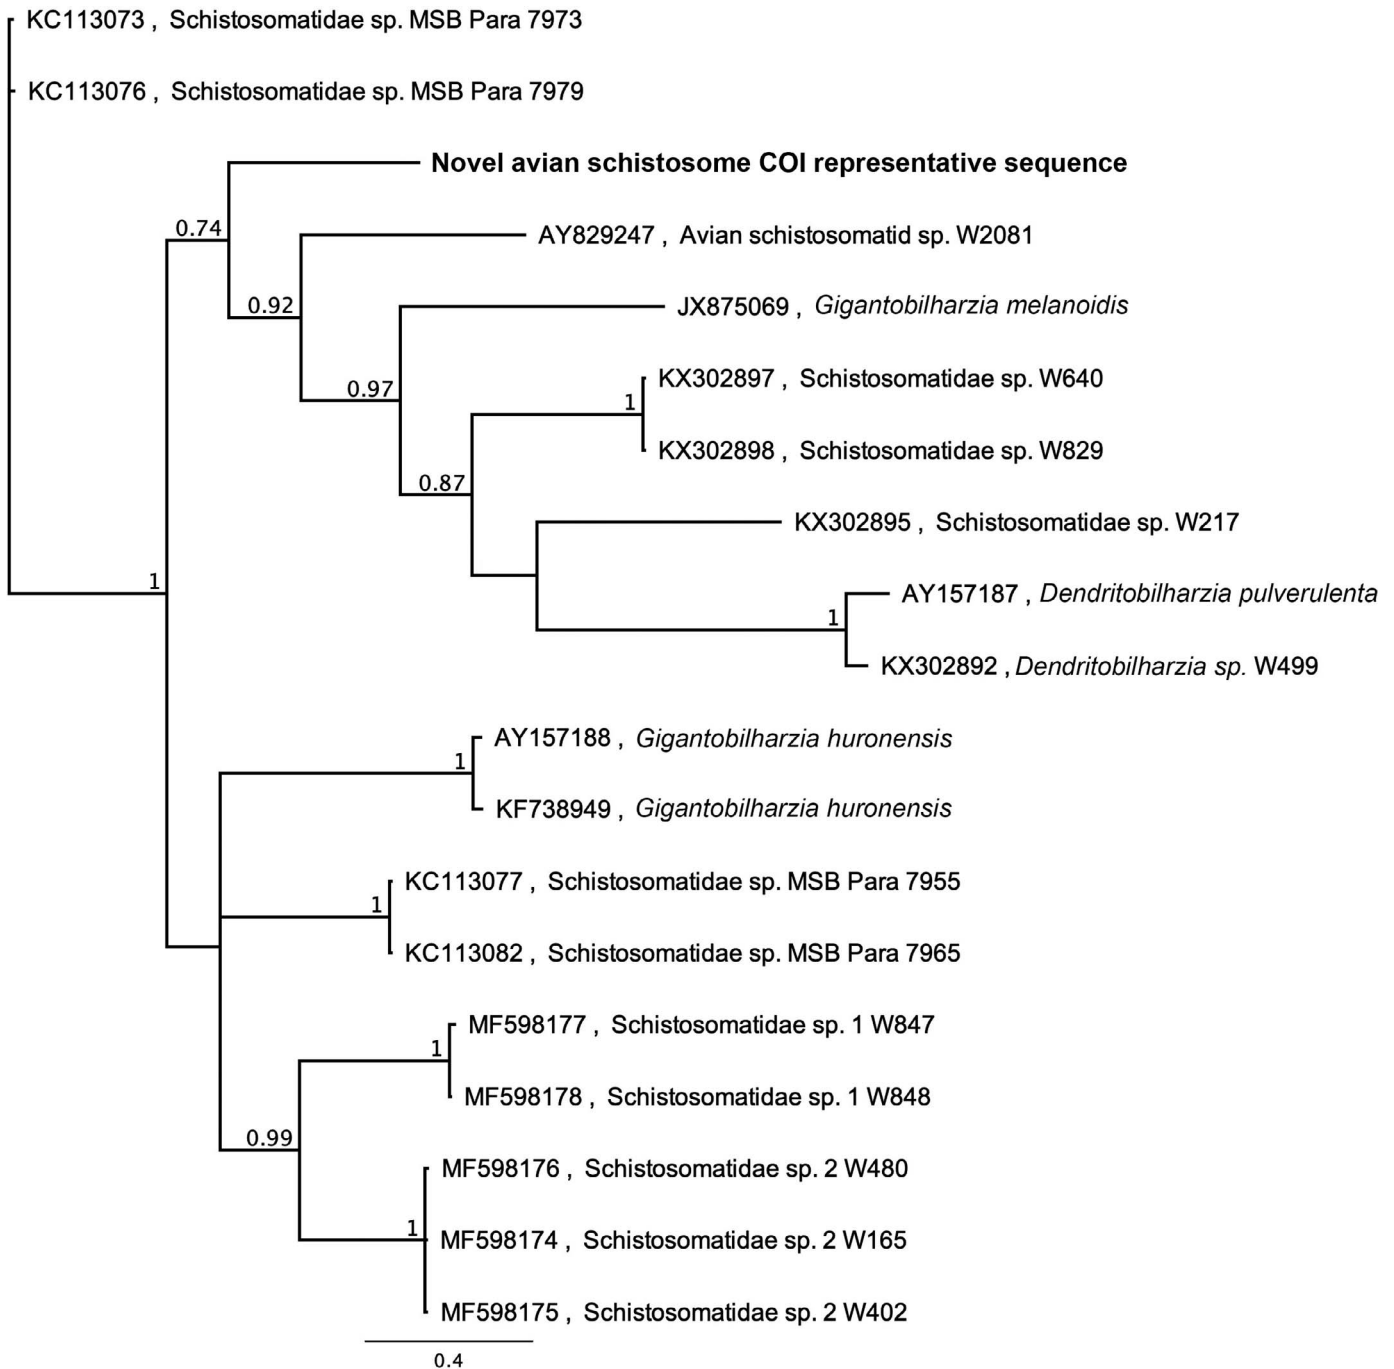 KC113073 , Schistosomatidae sp. MSB Para 7973
KC113076 , Schistosomatidae sp. MSB Para 7979
Novel avian schistosome COI representative sequence
0.74
AY829247 , Avian schistosomatid sp. W2081
0.92
JX875069 , Gigantobilharzia melanoidis
KX302897 , Schistosomatidae sp. W640
0.97
1
KX302898 , Schistosomatidae sp. W829
0.87
KX302895 , Schistosomatidae sp. W217
1
AY157187 , Dendritobilharzia pulverulenta
1
KX302892 , Dendritobilharzia sp. W499
AY157188 , Gigantobilharzia huronensis
1
KF738949 , Gigantobilharzia huronensis
KC113077 , Schistosomatidae sp. MSB Para 7955
1
KC113082 , Schistosomatidae sp. MSB Para 7965
MF598177 , Schistosomatidae sp. 1 W847
1
MF598178 , Schistosomatidae sp. 1 W848
0.99
MF598176 , Schistosomatidae sp. 2 W480
1
MF598174 , Schistosomatidae sp. 2 W165
MF598175 , Schistosomatidae sp. 2 W402
0.4